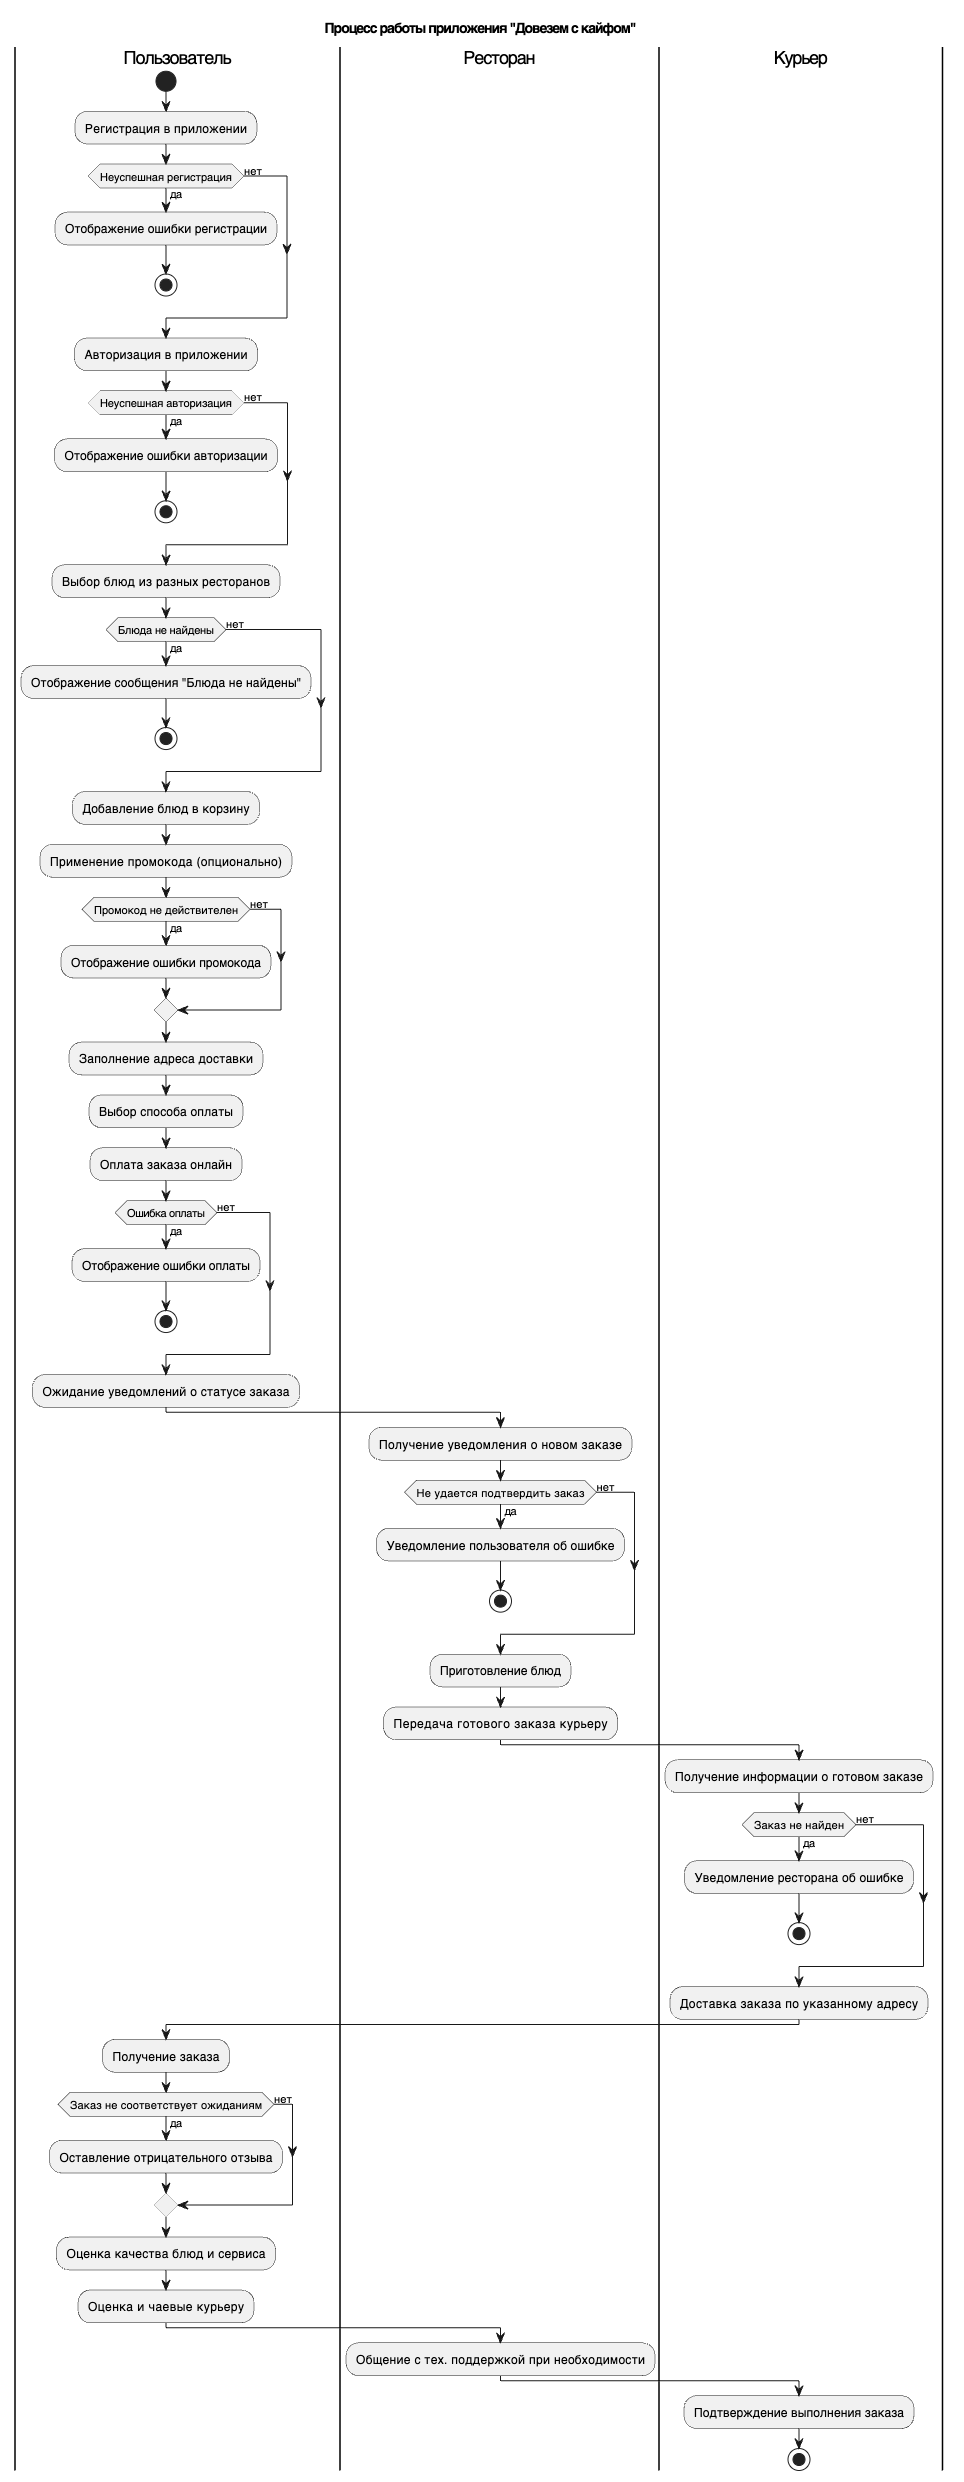 Процесс работы приложения "Довезем с кайфом"
Пользователь
Ресторан
Курьер
Регистрация в приложении
Неуспешная регистрация
нет
да
Отображение ошибки регистрации
Авторизация в приложении
Неуспешная авторизация
нет
да
Отображение ошибки авторизации
Выбор блюд из разных ресторанов
Блюда не найдены
нет
да
Отображение сообщения "Блюда не найдены"
Добавление блюд в корзину
Применение промокода (опционально)
Промокод не действителен
нет
да
Отображение ошибки промокода
Заполнение адреса доставки
Выбор способа оплаты
Оплата заказа онлайн
Ошибка оплаты
нет
да
Отображение ошибки оплаты
Ожидание уведомлений о статусе заказа
Получение уведомления о новом заказе
Не удается подтвердить заказ
нет
да
Уведомление пользователя об ошибке
Приготовление блюд
Передача готового заказа курьеру
Получение информации о готовом заказе
Заказ не найден
нет
да
Уведомление ресторана об ошибке
Доставка заказа по указанному адресу
Получение заказа
Заказ не соответствует ожиданиям
нет
да
Оставление отрицательного отзыва
Оценка качества блюд и сервиса
Оценка и чаевые курьеру
Общение с тех. поддержкой при необходимости
Подтверждение выполнения заказа